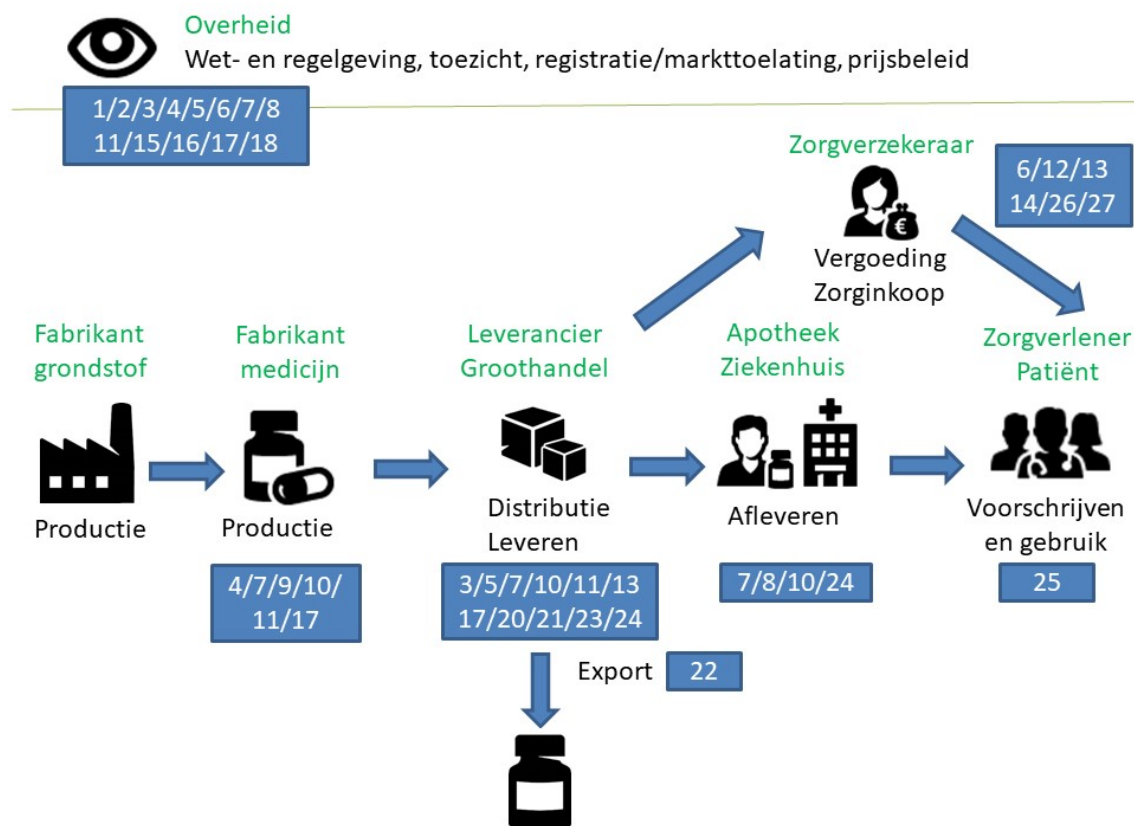 Overheid
Wet- en regelgeving, toezicht, registratie/markttoelating, prijsbeleid
1/2/3/4/5/6/7/8
11/15/16/17/18
Zorgverzekeraar
6/12/13
14/26/27
€
Vergoeding
Zorginkoop
Fabrikant
grondstof
Productie
Fabrikant
medicijn
Productie
4/7/9/10/
11/17
Leverancier
Groothandel
Distributie
Leveren
3/5/7/10/11/13
17/20/21/23/24
Apotheek
Ziekenhuis
Afleveren
7/8/10/24
Zorgverlener
Patiënt
Voorschrijven
en gebruik
25
Export
22